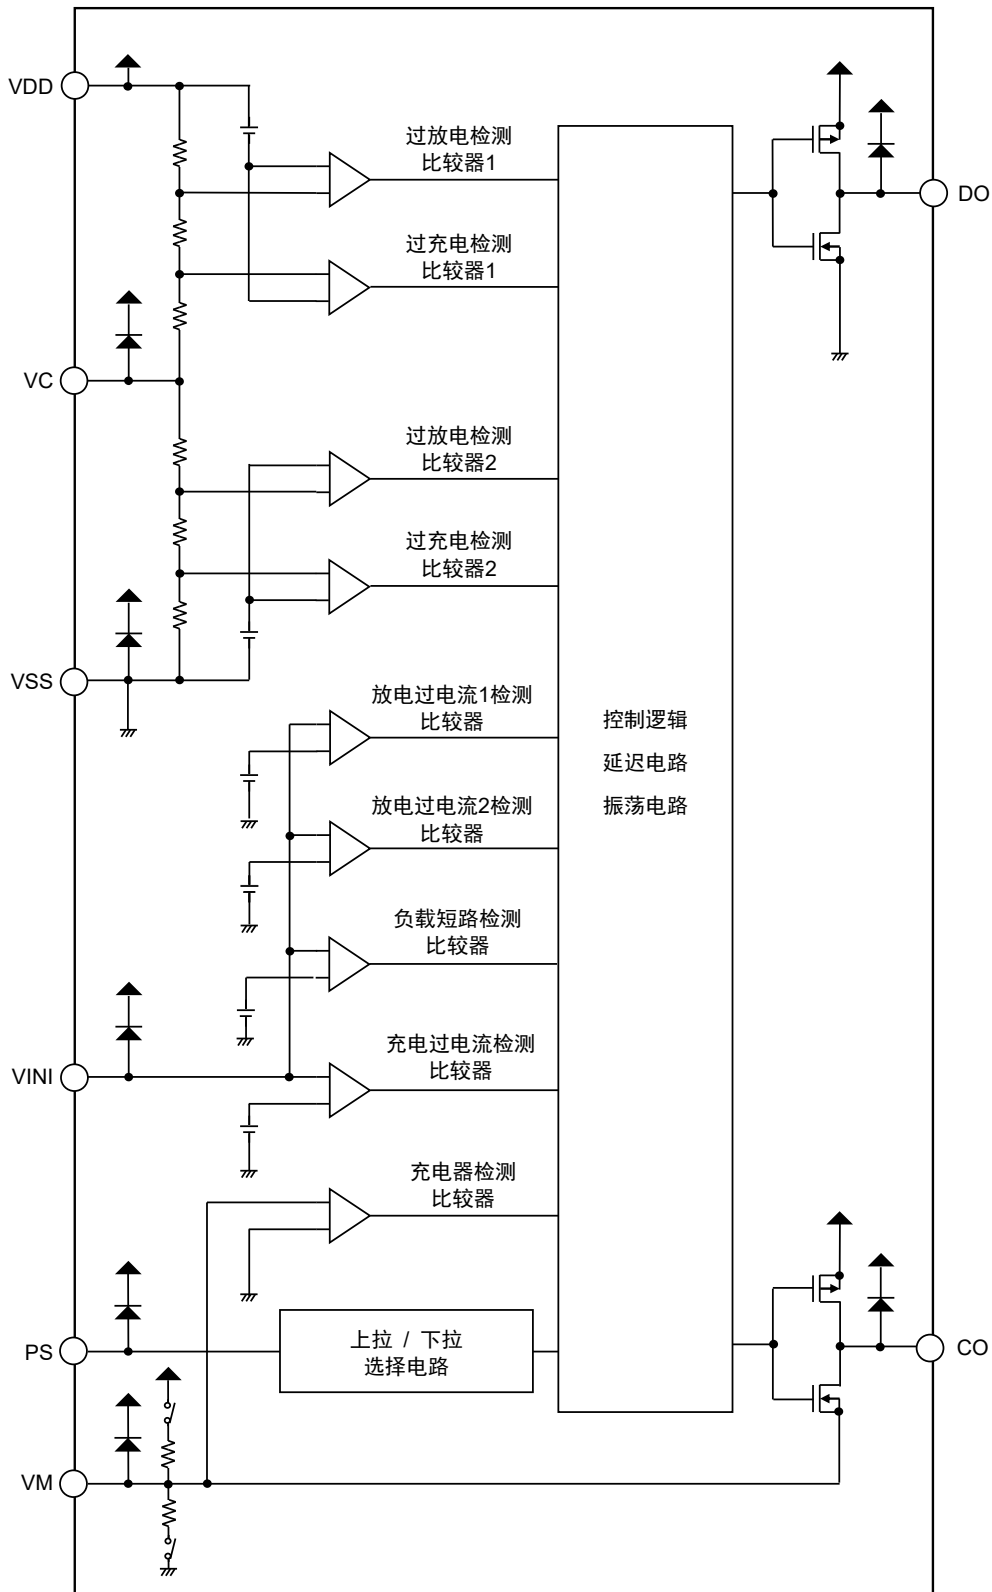 VDD
过放电检测
比较器1
DO
过充电检测
比较器1
VC
过放电检测
比较器2
过充电检测
比较器2
VSS
放电过电流1检测
比较器
控制逻辑
延迟电路
振荡电路
放电过电流2检测
比较器
负载短路检测
比较器
VINI
充电过电流检测
比较器
充电器检测
比较器
PS
上拉 / 下拉
选择电路
CO
VM